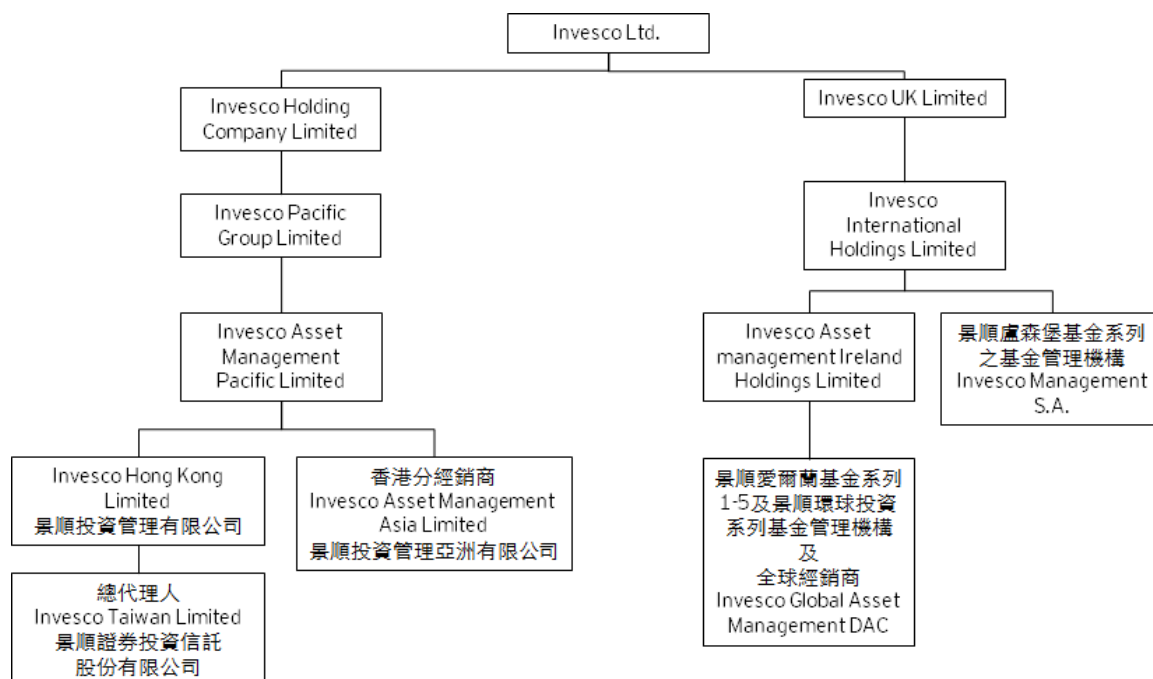 Invesco Ltd.
Invesco Holding
Company Limited
Invesco UK Limited
Invesco Pacific
Group Limited
Invesco
International
Holdings Limited
Invesco Asset
Management
Pacific Limited
Invesco Asset
management Ireland
Holdings Limited
景順盧森堡基金系列
之基金管理機構
Invesco Management
S.A.
Invesco Hong Kong
Limited
景順投資管理有限公司
香港分經銷商
Invesco Asset Management
Asia Limited
景順投資管理亞洲有限公司
景順愛爾蘭基金系列
1-5及景順環球投資
系列基金管理機構
及
全球經銷商
Invesco Global Asset
Management DAC
總代理人
Invesco Taiwan Limited
景順證券投資信託
股份有限公司